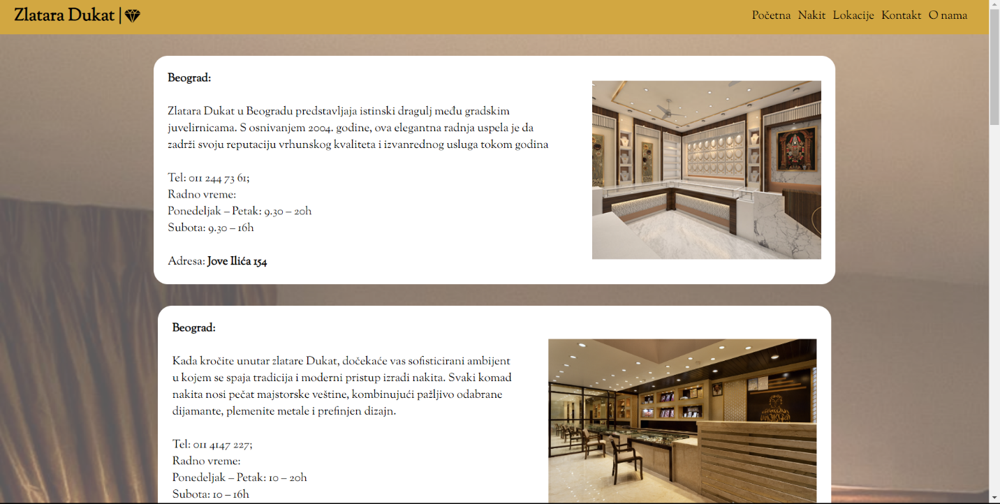 Zlatara Dukat |
Početna Nakit Lokacije Kontakt O nama
Beograd:
Zlatara Dukat u Beogradu predstavljaja istinski dragulj među gradskim
juvelirnicama. S osnivanjem 2004. godine, ova elegantna radnja uspela je da
zadrži svoju reputaciju vrhunskog kvaliteta i izvanrednog usluga tokom godina
Tel: 011 244 73 61;
Radno vreme:
Ponedeljak – Petak: 9.30 – 20h
Subota: 9.30 – 16h
Adresa: Jove Ilića 154
Beograd:
Kada kročite unutar zlatare Dukat, dočekaće vas sofisticirani ambijent
u kojem se spaja tradicija i moderni pristup izradi nakita. Svaki komad
nakita nosi pečat majstorske veštine, kombinujući pažljivo odabrane
dijamante, plemenite metale i prefinjen dizajn.
Tel: 011 4147 227;
Radno vreme:
Ponedeljak – Petak: 10 – 20h
Subota: 10 – 16h